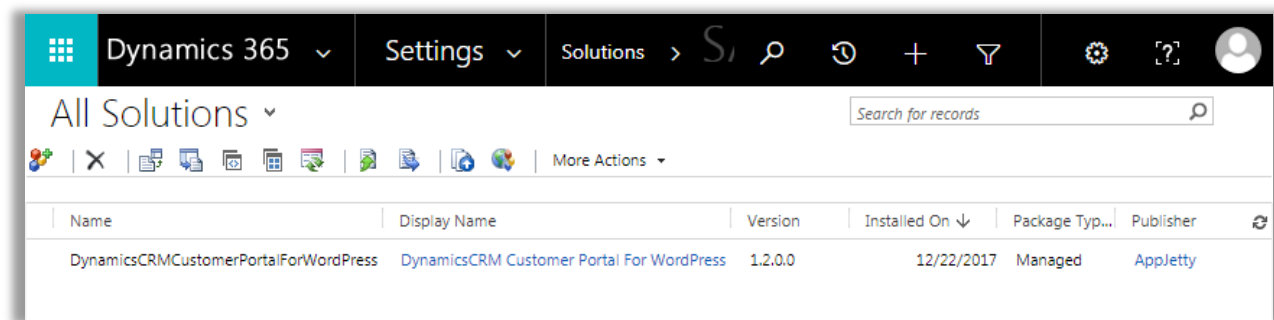 Dynamics 365 Settings Solutions > SA
All Solutions
Search for records
More Actions
Name Display Name Version Installed On ↓ Package Typ... Publisher
DynamicsCRMCustomerPortalForWordPress DynamicsCRM Customer Portal For WordPress 1.2.0.0 12/22/2017 Managed AppJetty